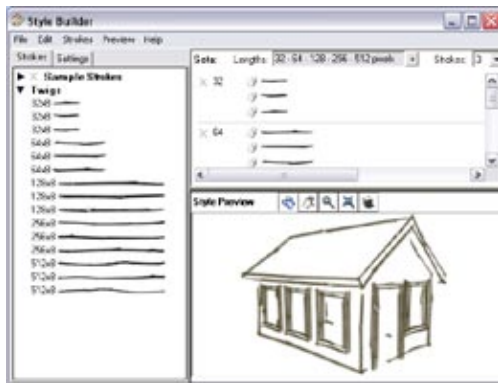 Style Builder
File Edit Strokes Preview Help
Strokes Settings
Sample Strokes
Twigs
32x8
32x8
32x8
64x8
64x8
64x8
128x8
128x8
128x8
256x8
256x8
256x8
512x8
512x8
512x8
Sets: Lengths: 32 · 64 · 128 · 256 · 512 pixels Strokes: 3
32
64
Style Preview